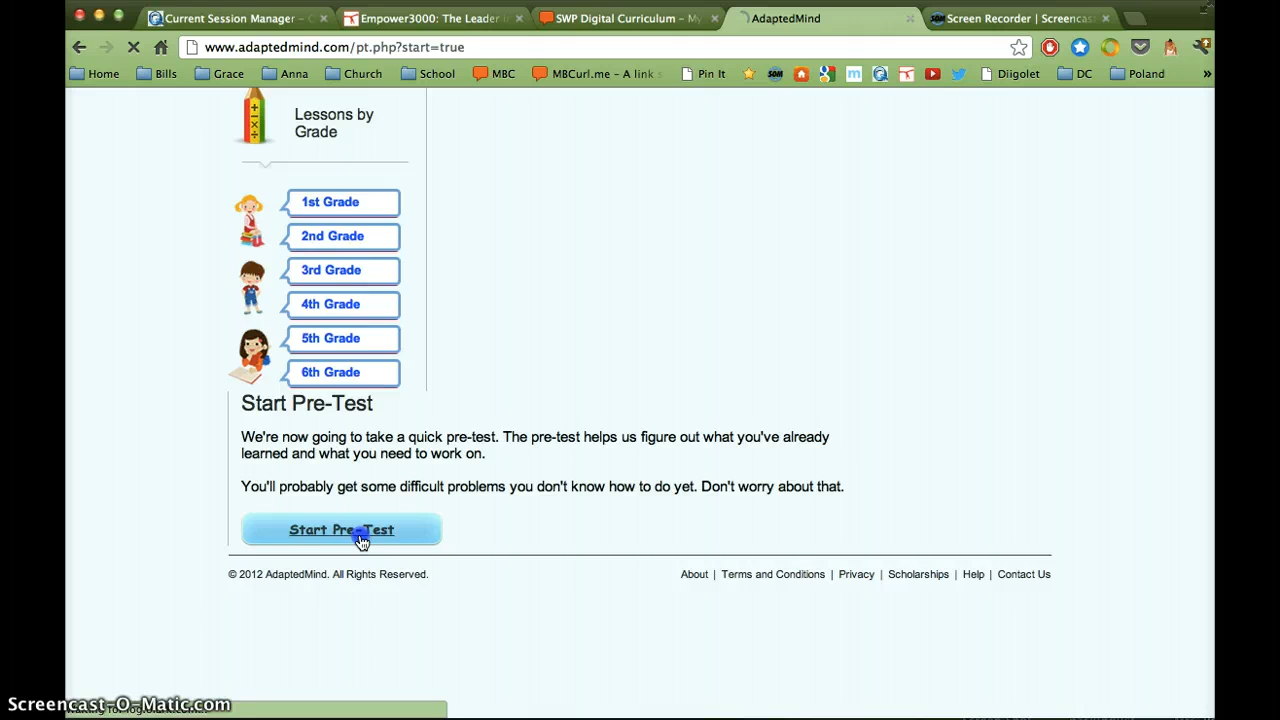 Current Session Manager – C
Empower3000: The Leader i
SWP Digital Curriculum – My
AdaptedMind
Screen Recorder | Screencas
www.adaptedmind.com/pt.php?start=true
Home
Bills
Grace
Anna
Church
School
MBC
MBCurl.me – A link s
Pin It
SOM
m
Diigolet
DC
Poland
»
Lessons by
Grade
1st Grade
2nd Grade
3rd Grade
4th Grade
5th Grade
6th Grade
Start Pre-Test
We're now going to take a quick pre-test. The pre-test helps us figure out what you've already
learned and what you need to work on.
You'll probably get some difficult problems you don't know how to do yet. Don't worry about that.
Start Pre-Test
© 2012 AdaptedMind. All Rights Reserved.
About | Terms and Conditions | Privacy | Scholarships | Help | Contact Us
Screencast-O-Matic.com